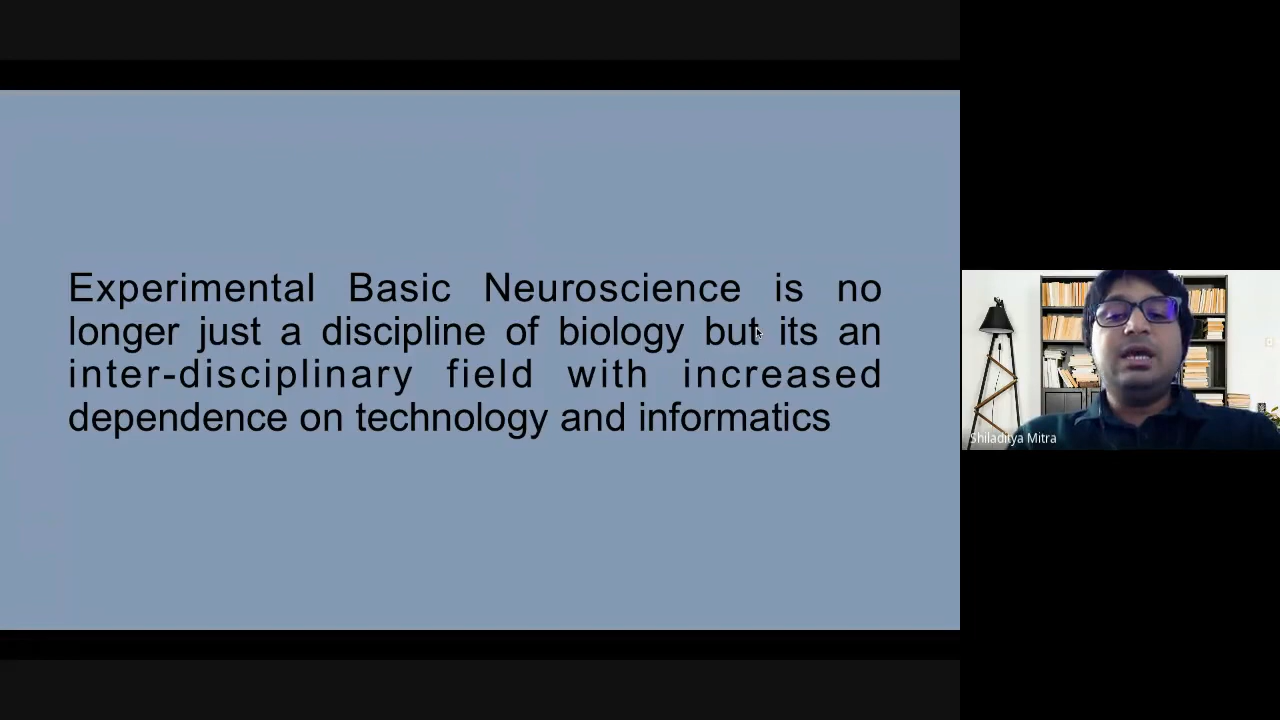 Experimental Basic Neuroscience is no
longer just a discipline of biology but its an
inter-disciplinary field with increased
dependence on technology and informatics
Shiladitya Mitra